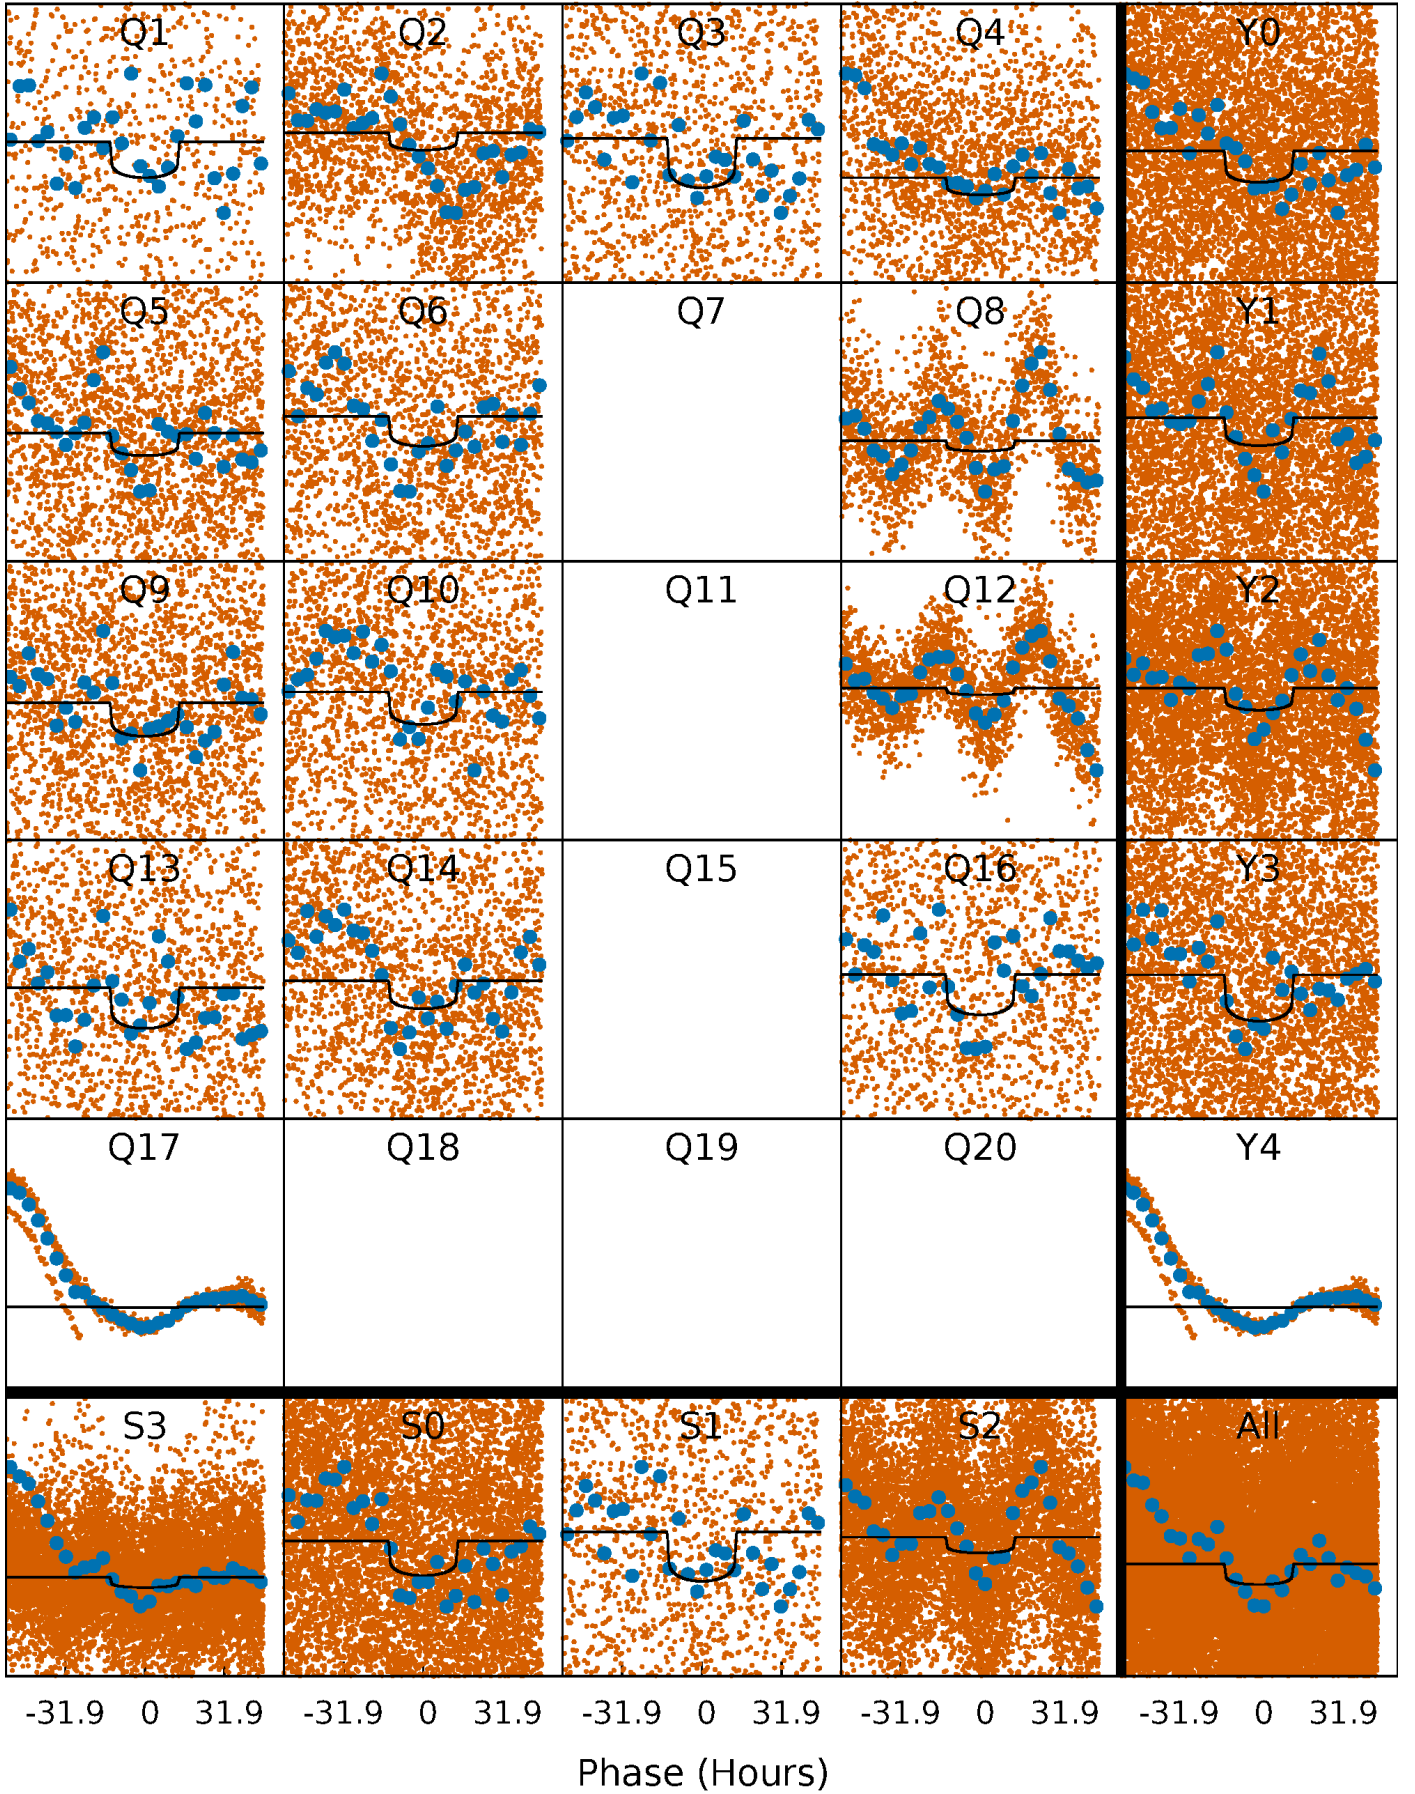 Q1 Q2 Q3 Q4 Y0
Q5 Q6 Q7 Q8 Y1
Q9 Q10 Q11 Q12 Y2
Q13 Q14 Q15 Q16 Y3
Q17 Q18 Q19 Q20 Y4
S3 S0 S1 S2 All
-31.9 0 31.9 -31.9 0 31.9 -31.9 0 31.9 -31.9 0 31.9 -31.9 0 31.9
Phase (Hours)